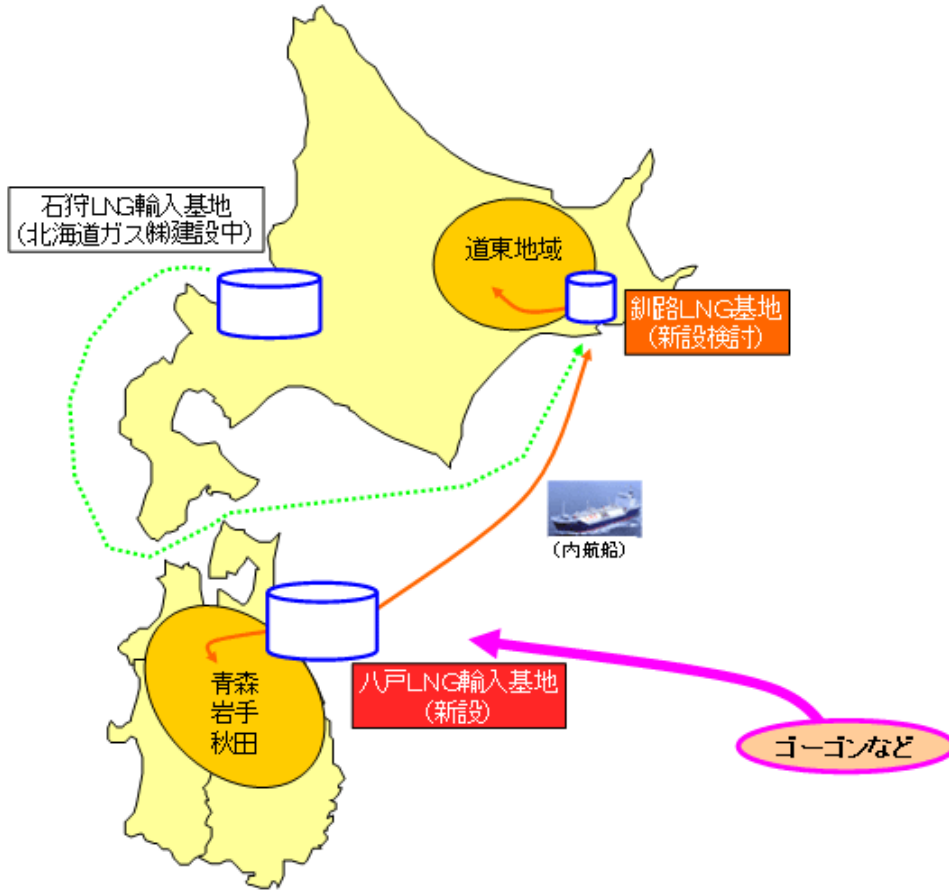 石狩LNG輸入基地
(北海道ガス㈱建設中)
道東地域
釧路LNG基地
(新設検討)
(内航船)
青森
岩手
秋田
八戸LNG輸入基地
(新設)
ゴーゴンなど